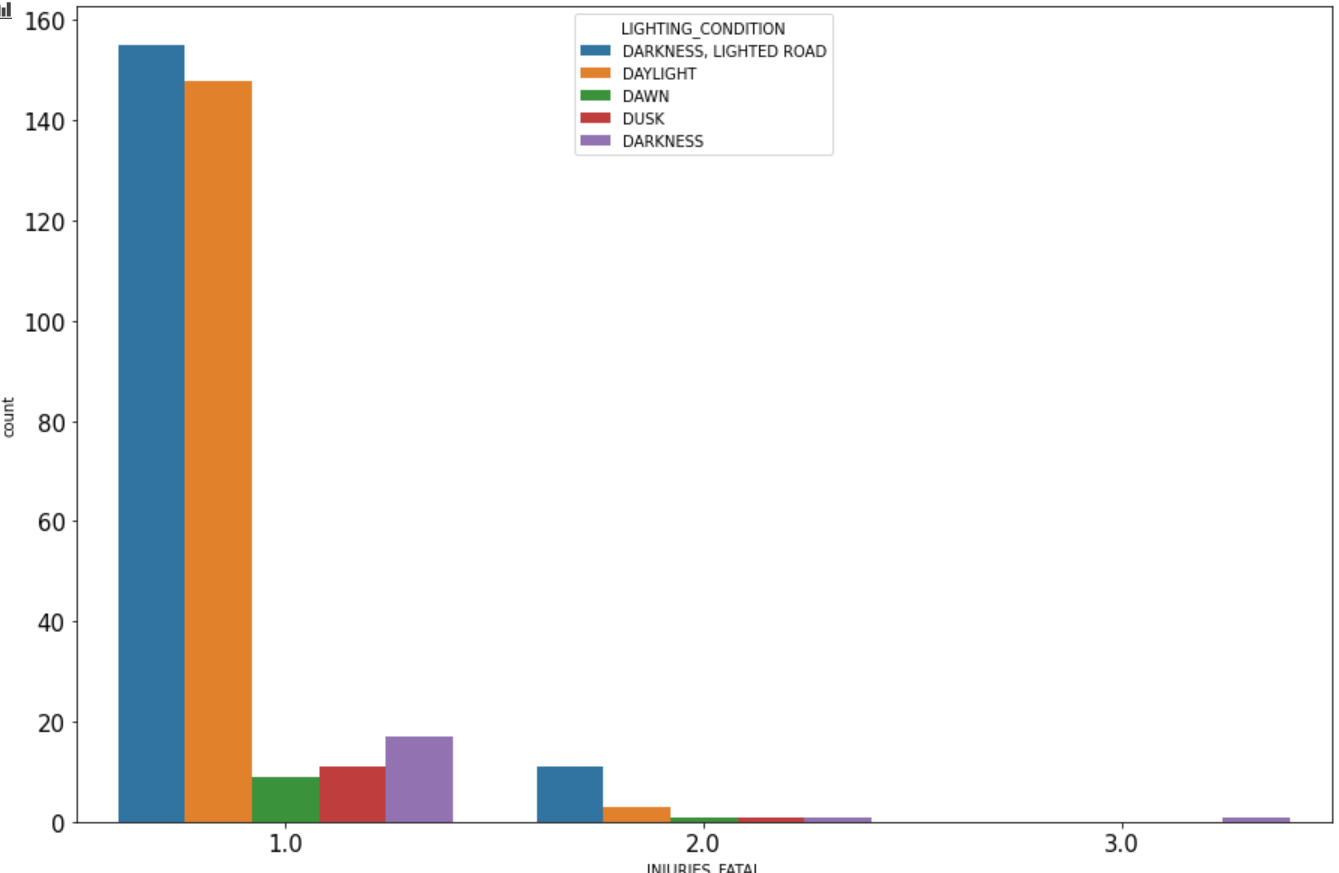 160
140
120
100
80
60
40
20
0
count
LIGHTING_CONDITION
DARKNESS, LIGHTED ROAD
DAYLIGHT
DAWN
DUSK
DARKNESS
1.0
2.0
3.0
INJURIES_FATAL